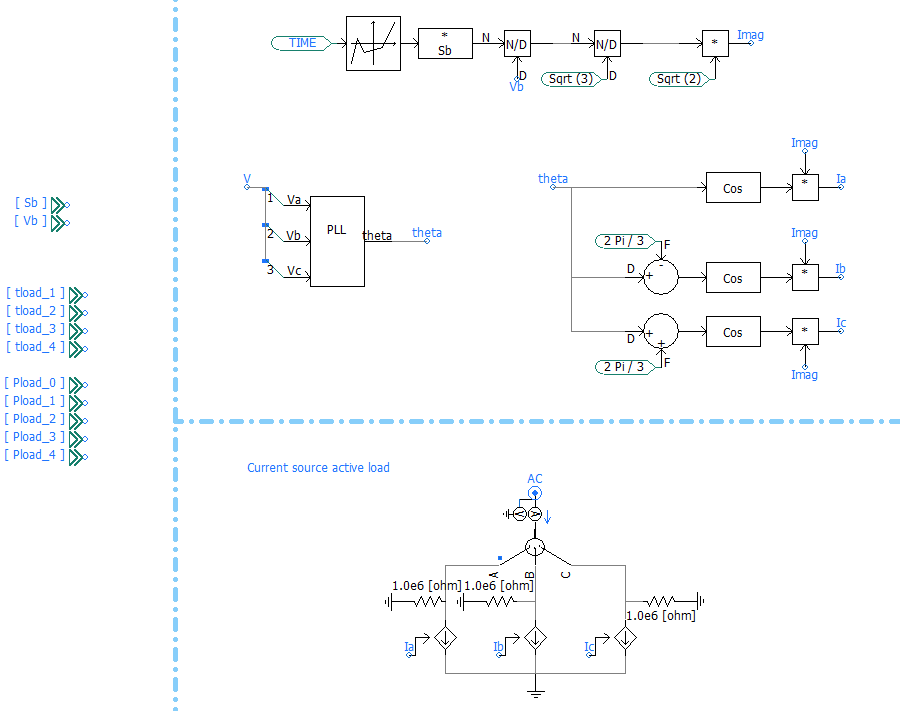 TIME
*
Sb
N
N/D
D
Vb
N
N/D
D
Sqrt (3)
*
Sqrt (2)
Imag
[ Sb ]
[ Vb ]
[ tload_1 ]
[ tload_2 ]
[ tload_3 ]
[ tload_4 ]
[ Pload_0 ]
[ Pload_1 ]
[ Pload_2 ]
[ Pload_3 ]
[ Pload_4 ]
V
1
Va
2
Vb
3
Vc
PLL
theta
theta
theta
Cos
Imag
*
Ia
2 Pi / 3
F
D
+
-
Cos
Imag
*
Ib
D
+
+
2 Pi / 3
F
Cos
*
Ic
Imag
Current source active load
AC
V
A
A
B
C
1.0e6 [ohm]
1.0e6 [ohm]
1.0e6 [ohm]
Ia
Ib
Ic